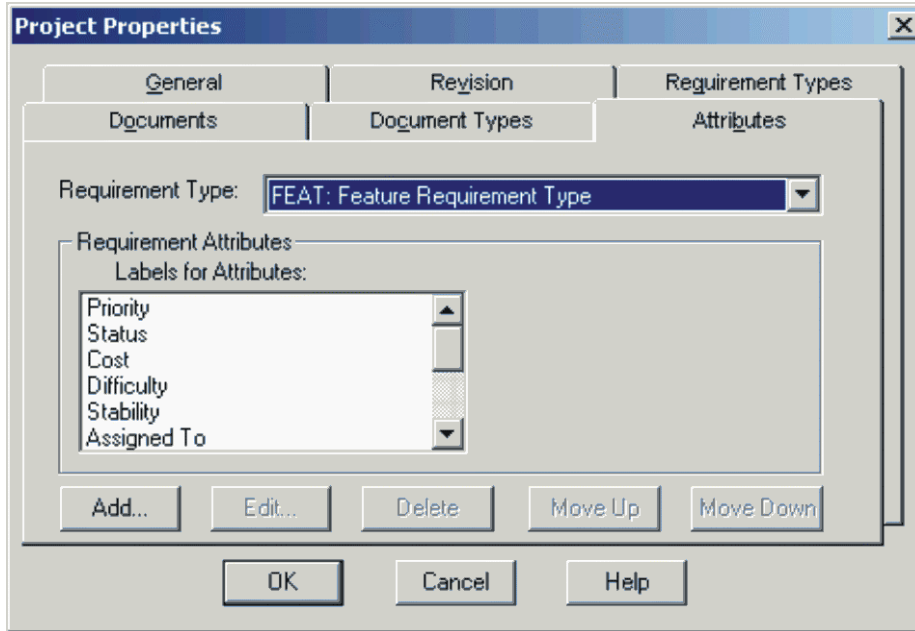 Project Properties
General Revision Requirement Types
Documents Document Types Attributes
Requirement Type: FEAT: Feature Requirement Type
Requirement Attributes
Labels for Attributes:
Priority
Status
Cost
Difficulty
Stability
Assigned To
Add... Edit... Delete Move Up Move Down
OK Cancel Help